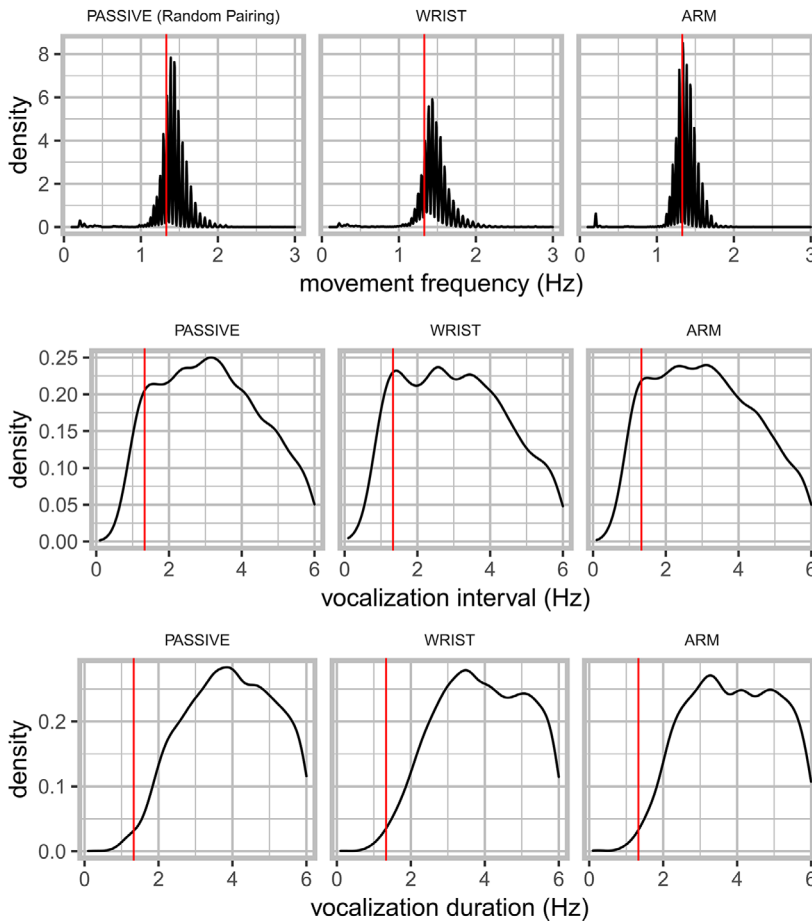 PASSIVE (Random Pairing) WRIST ARM
8
6
4
2
0
density
0 1 2 3 0 1 2 3 0 1 2 3
movement frequency (Hz)
PASSIVE WRIST ARM
0.25
0.20
0.15
0.10
0.05
0.00
density
0 2 4 6 0 2 4 6 0 2 4 6
vocalization interval (Hz)
PASSIVE WRIST ARM
0.2
0.1
0.0
density
0 2 4 6 0 2 4 6 0 2 4 6
vocalization duration (Hz)